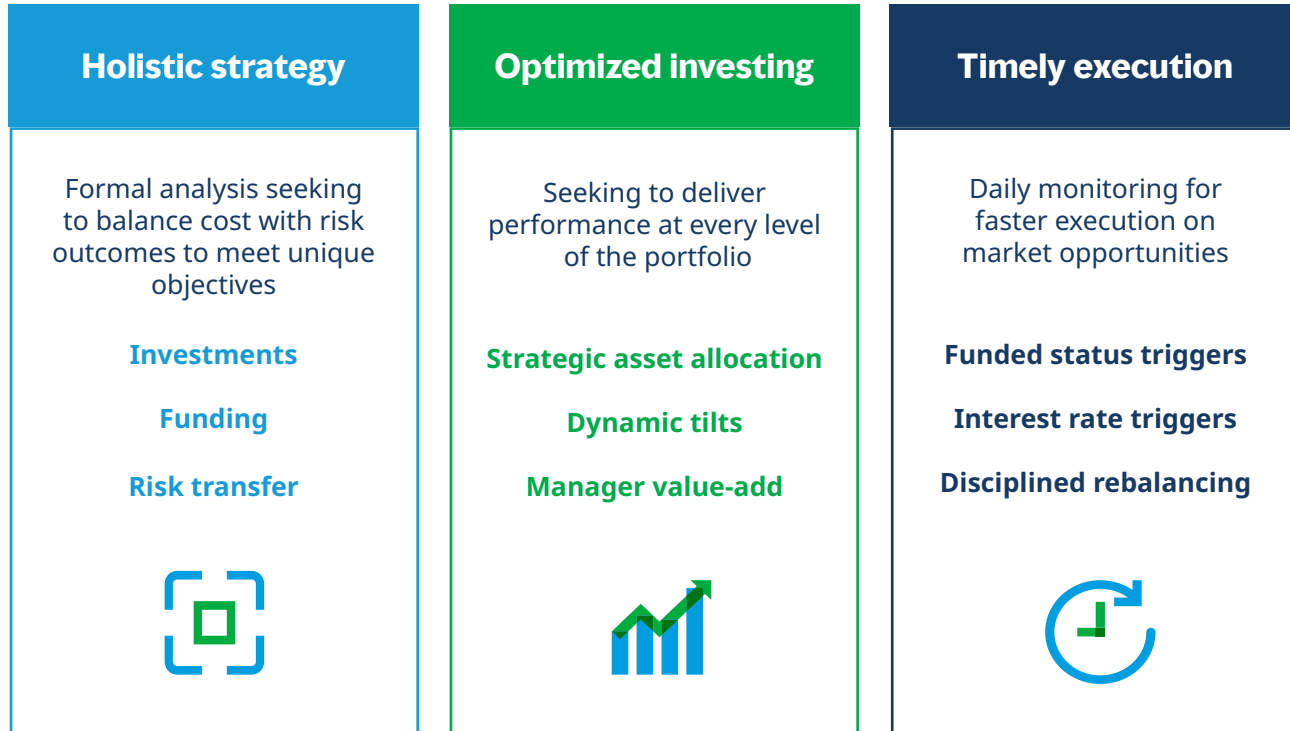 Holistic strategy
Formal analysis seeking
to balance cost with risk
outcomes to meet unique
objectives
Investments
Funding
Risk transfer
Optimized investing
Seeking to deliver
performance at every level
of the portfolio
Strategic asset allocation
Dynamic tilts
Manager value-add
Timely execution
Daily monitoring for
faster execution on
market opportunities
Funded status triggers
Interest rate triggers
Disciplined rebalancing